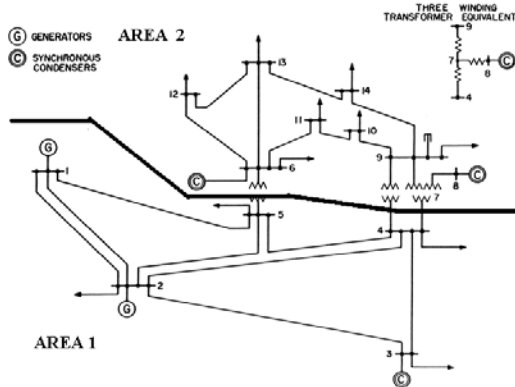 G GENERATORS
C SYNCHRONOUS
CONDENSERS
AREA 2
THREE WINDING
TRANSFORMER EQUIVALENT
9
7
8
C
4
13
14
12
11
10
9
6
C
8
C
7
1
G
5
4
2
G
AREA 1
3
C